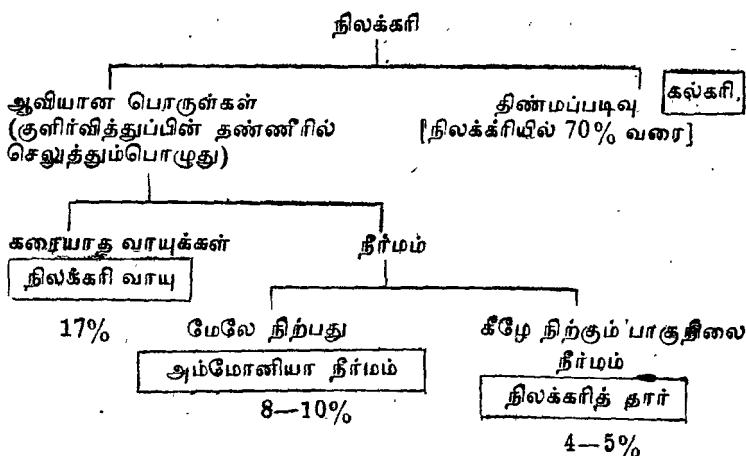 நிலக்கரி
ஆவியான பொருள்கள்
(குளிர்வித்துப்பின் தண்ணீரில்
செலுத்தும்பொழுது)
திண்மப்படிவு
[நிலக்கரியில் 70% வரை]
கல்கரி
கரையாத வாயுக்கள்
நிலக்கரி வாயு
17%
நீர்மம்
மேலே நிற்பது
அம்மோனியா நீர்மம்
8—10%
கீழே நிற்கும் பாகுநிலை
நீர்மம்
நிலக்கரித் தார்
4—5%